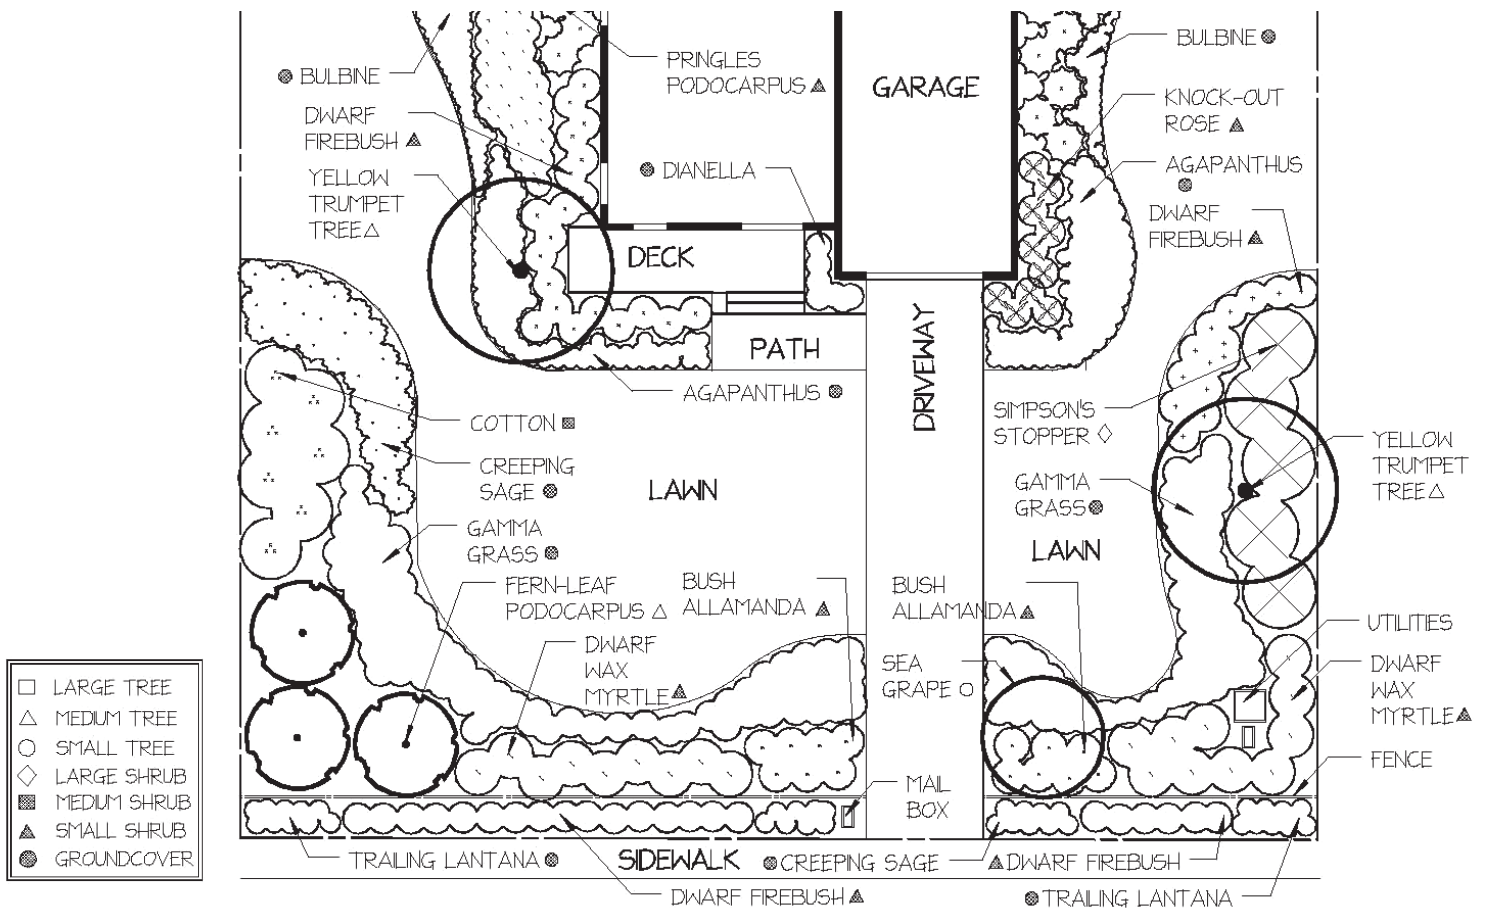 BULBINE
PRINGLES
PODOCARPUS
GARAGE
BULBINE
DWARF
FIREBUSH
KNOCK-OUT
ROSE
YELLOW
TRUMPET
TREE
DIANELLA
AGAPANTHUS
DWARF
FIREBUSH
DECK
PATH
DRIVEWAY
AGAPANTHUS
COTTON
SIMPSON'S
STOPPER
YELLOW
TRUMPET
TREE
CREEPING
SAGE
LAWN
GAMMA
GRASS
GAMMA
GRASS
LAWN
FERN-LEAF
PODOCARPUS
BUSH
ALLAMANDA
BUSH
ALLAMANDA
DWARF
WAX
MYRTLE
SEA
GRAPE
UTILITIES
DWARF
WAX
MYRTLE
FENCE
MAIL
BOX
LARGE TREE
MEDIUM TREE
SMALL TREE
LARGE SHRUB
MEDIUM SHRUB
SMALL SHRUB
GROUNDCOVER
TRAILING LANTANA
SIDEWALK
CREEPING SAGE
DWARF FIREBUSH
DWARF FIREBUSH
TRAILING LANTANA